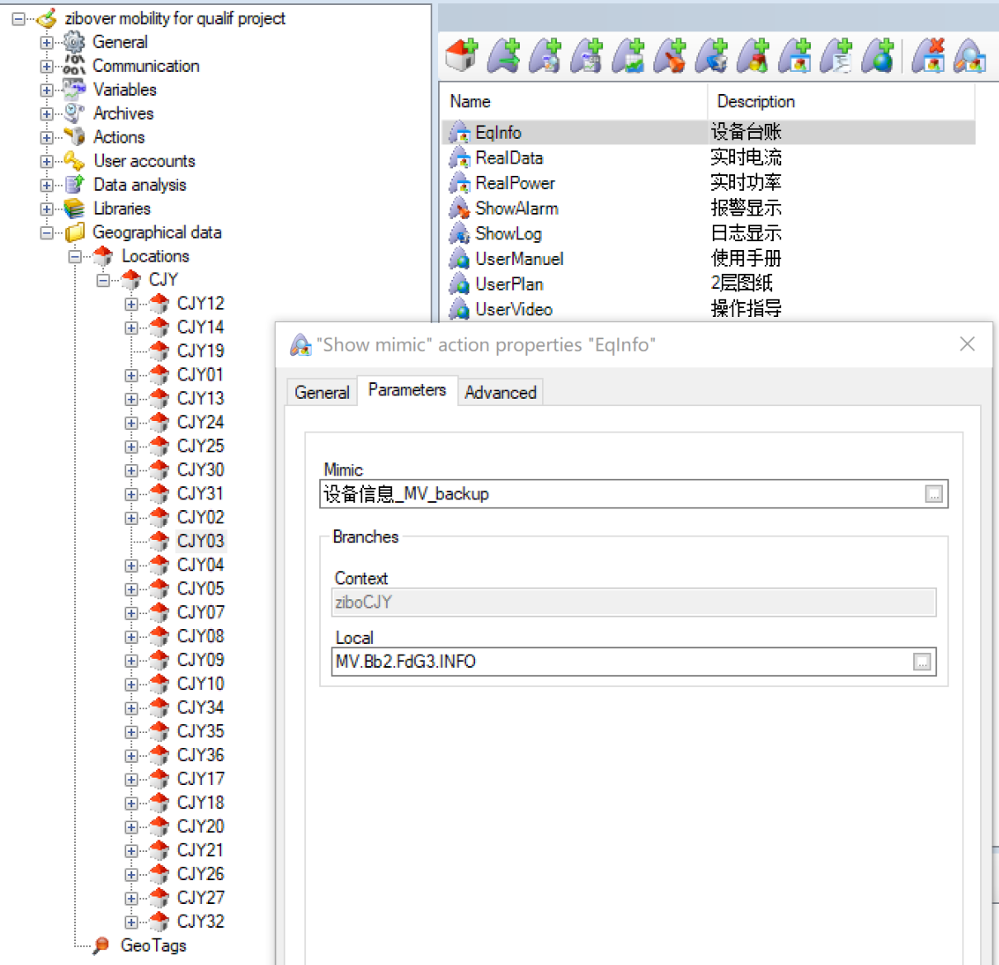 zibover mobility for qualif project
General
Communication
Variables
Archives
Actions
User accounts
Data analysis
Libraries
Geographical data
Locations
CJY
CJY12
CJY14
CJY19
CJY01
CJY13
CJY24
CJY25
CJY30
CJY31
CJY02
CJY03
CJY04
CJY05
CJY07
CJY08
CJY09
CJY10
CJY34
CJY35
CJY36
CJY17
CJY18
CJY20
CJY21
CJY26
CJY27
CJY32
GeoTags
Name Description
EqInfo 设备台账
RealData 实时电流
RealPower 实时功率
ShowAlarm 报警显示
ShowLog 日志显示
UserManuel 使用手册
UserPlan 2层图纸
UserVideo 操作指导
"Show mimic" action properties "EqInfo"
General Parameters Advanced
Mimic
设备信息_MV_backup
...
Branches
Context
ziboCJY
Local
MV.Bb2.FdG3.INFO
...